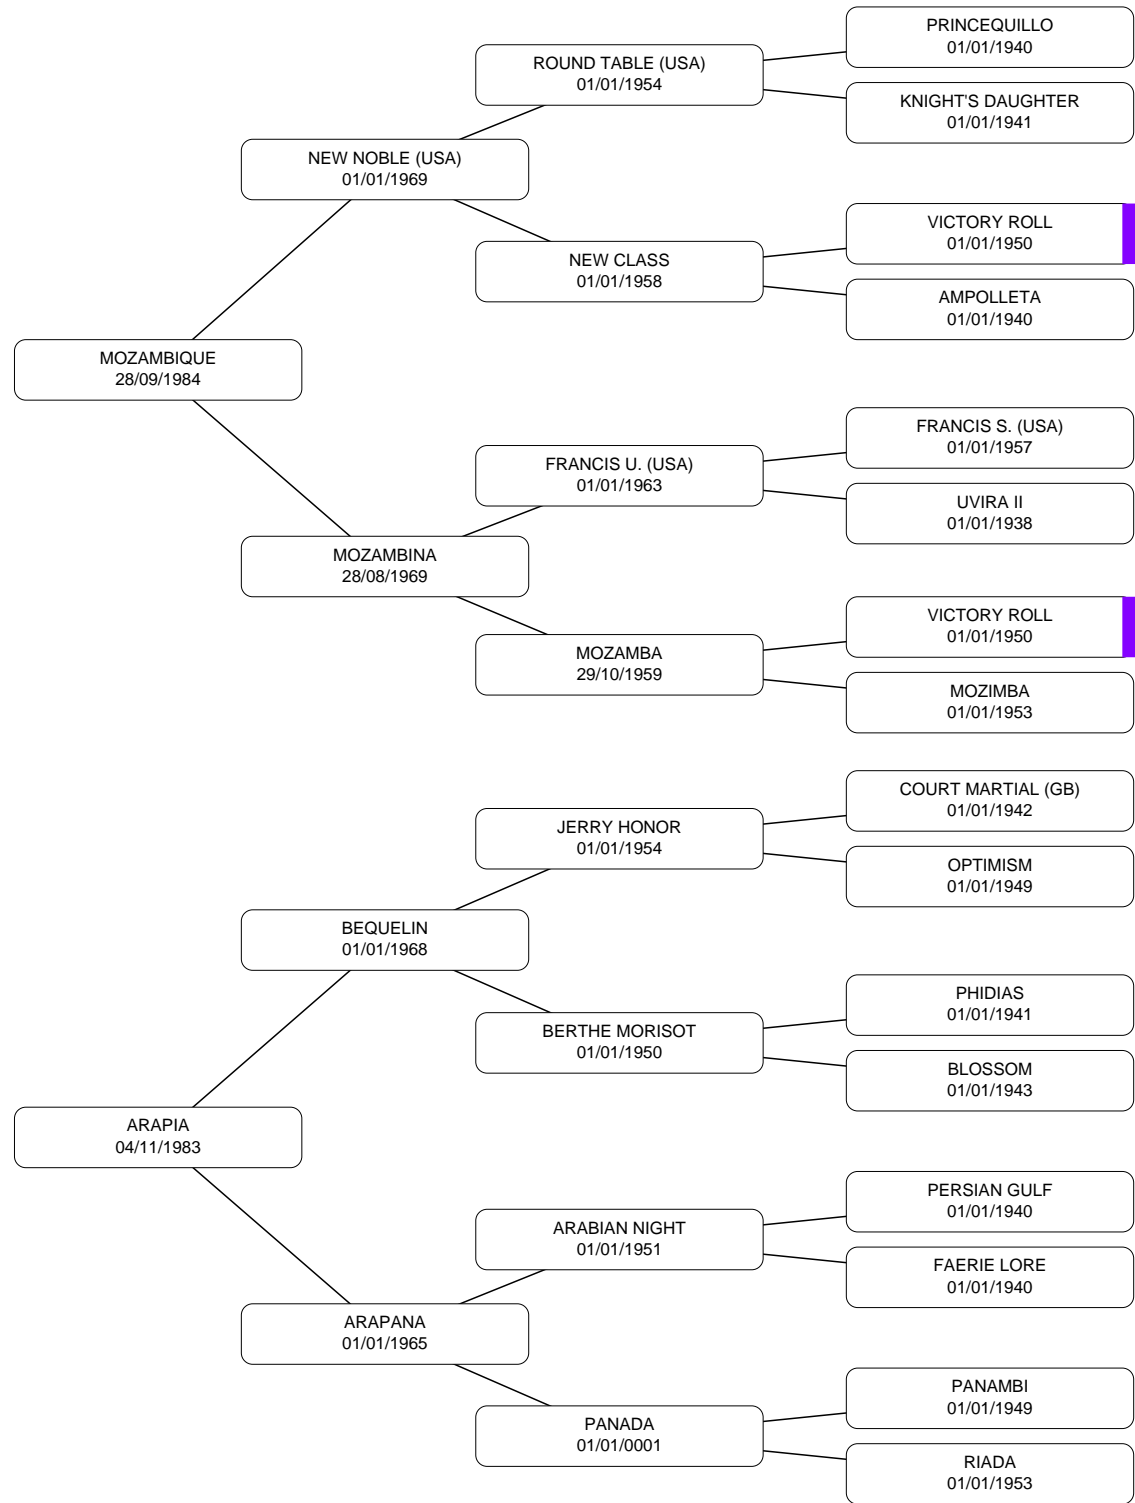 PRINCEQUILLO
01/01/1940
ROUND TABLE (USA)
01/01/1954
KNIGHT'S DAUGHTER
01/01/1941
NEW NOBLE (USA)
01/01/1969
VICTORY ROLL
01/01/1950
NEW CLASS
01/01/1958
AMPOLLETA
01/01/1940
MOZAMBIQUE
28/09/1984
FRANCIS S. (USA)
01/01/1957
FRANCIS U. (USA)
01/01/1963
UVIRA II
01/01/1938
MOZAMBINA
28/08/1969
VICTORY ROLL
01/01/1950
MOZAMBA
29/10/1959
MOZIMBA
01/01/1953
COURT MARTIAL (GB)
01/01/1942
JERRY HONOR
01/01/1954
OPTIMISM
01/01/1949
BEQUELIN
01/01/1968
PHIDIAS
01/01/1941
BERTHE MORISOT
01/01/1950
BLOSSOM
01/01/1943
ARAPIA
04/11/1983
PERSIAN GULF
01/01/1940
ARABIAN NIGHT
01/01/1951
FAERIE LORE
01/01/1940
ARAPANA
01/01/1965
PANAMBI
01/01/1949
PANADA
01/01/0001
RIADA
01/01/1953